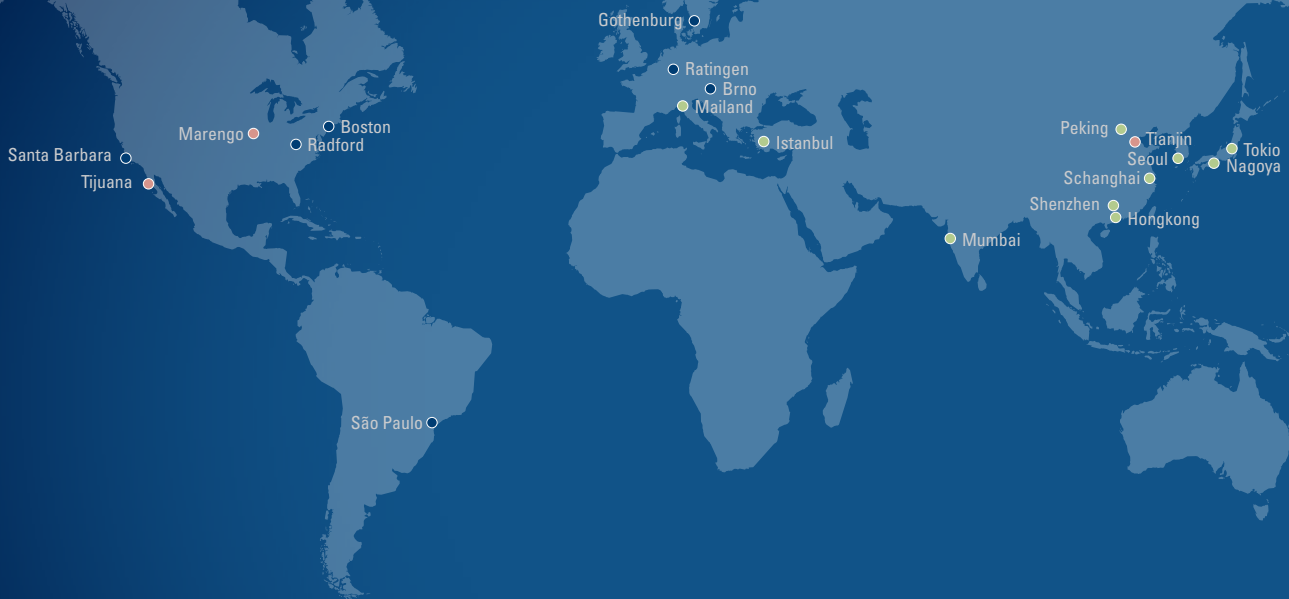 Gothenburg
Ratingen
Brno
Mailand
Boston
Marengo
Radford
Istanbul
Santa Barbara
Tijuana
Peking
Tianjin
Seoul
Tokio
Nagoya
Schanghai
Shenzhen
Hongkong
Mumbai
São Paulo